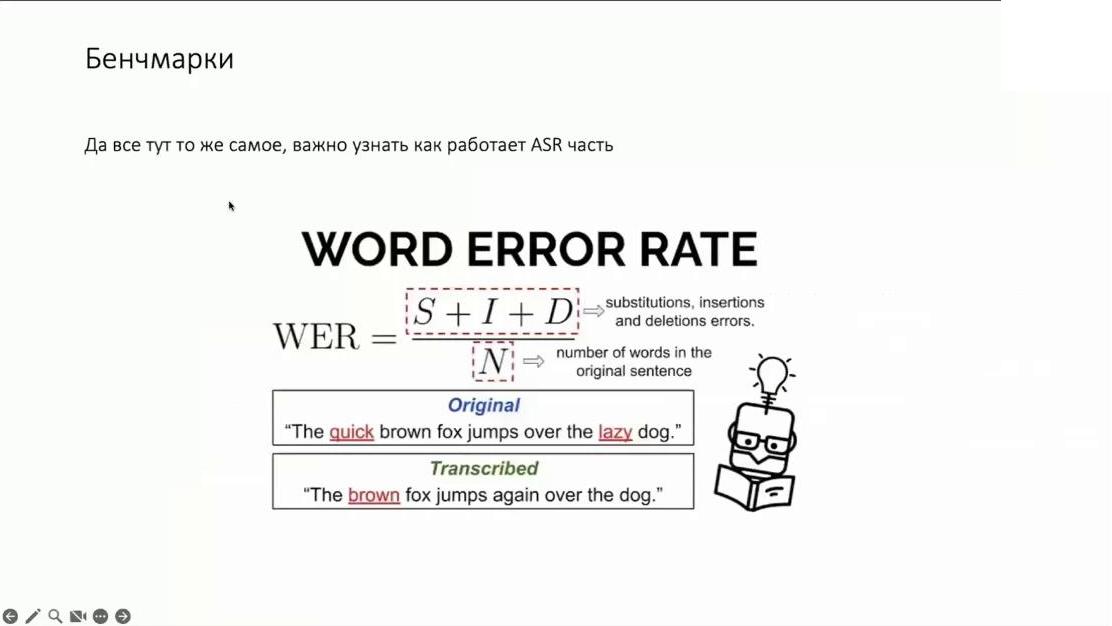 Бенчмарки
Да все тут то же самое, важно узнать как работает ASR часть
WORD ERROR RATE
WER = S + I + D / N
substitutions, insertions
and deletions errors.
number of words in the
original sentence
Original
“The quick brown fox jumps over the lazy dog.”
Transcribed
“The brown fox jumps again over the dog.”